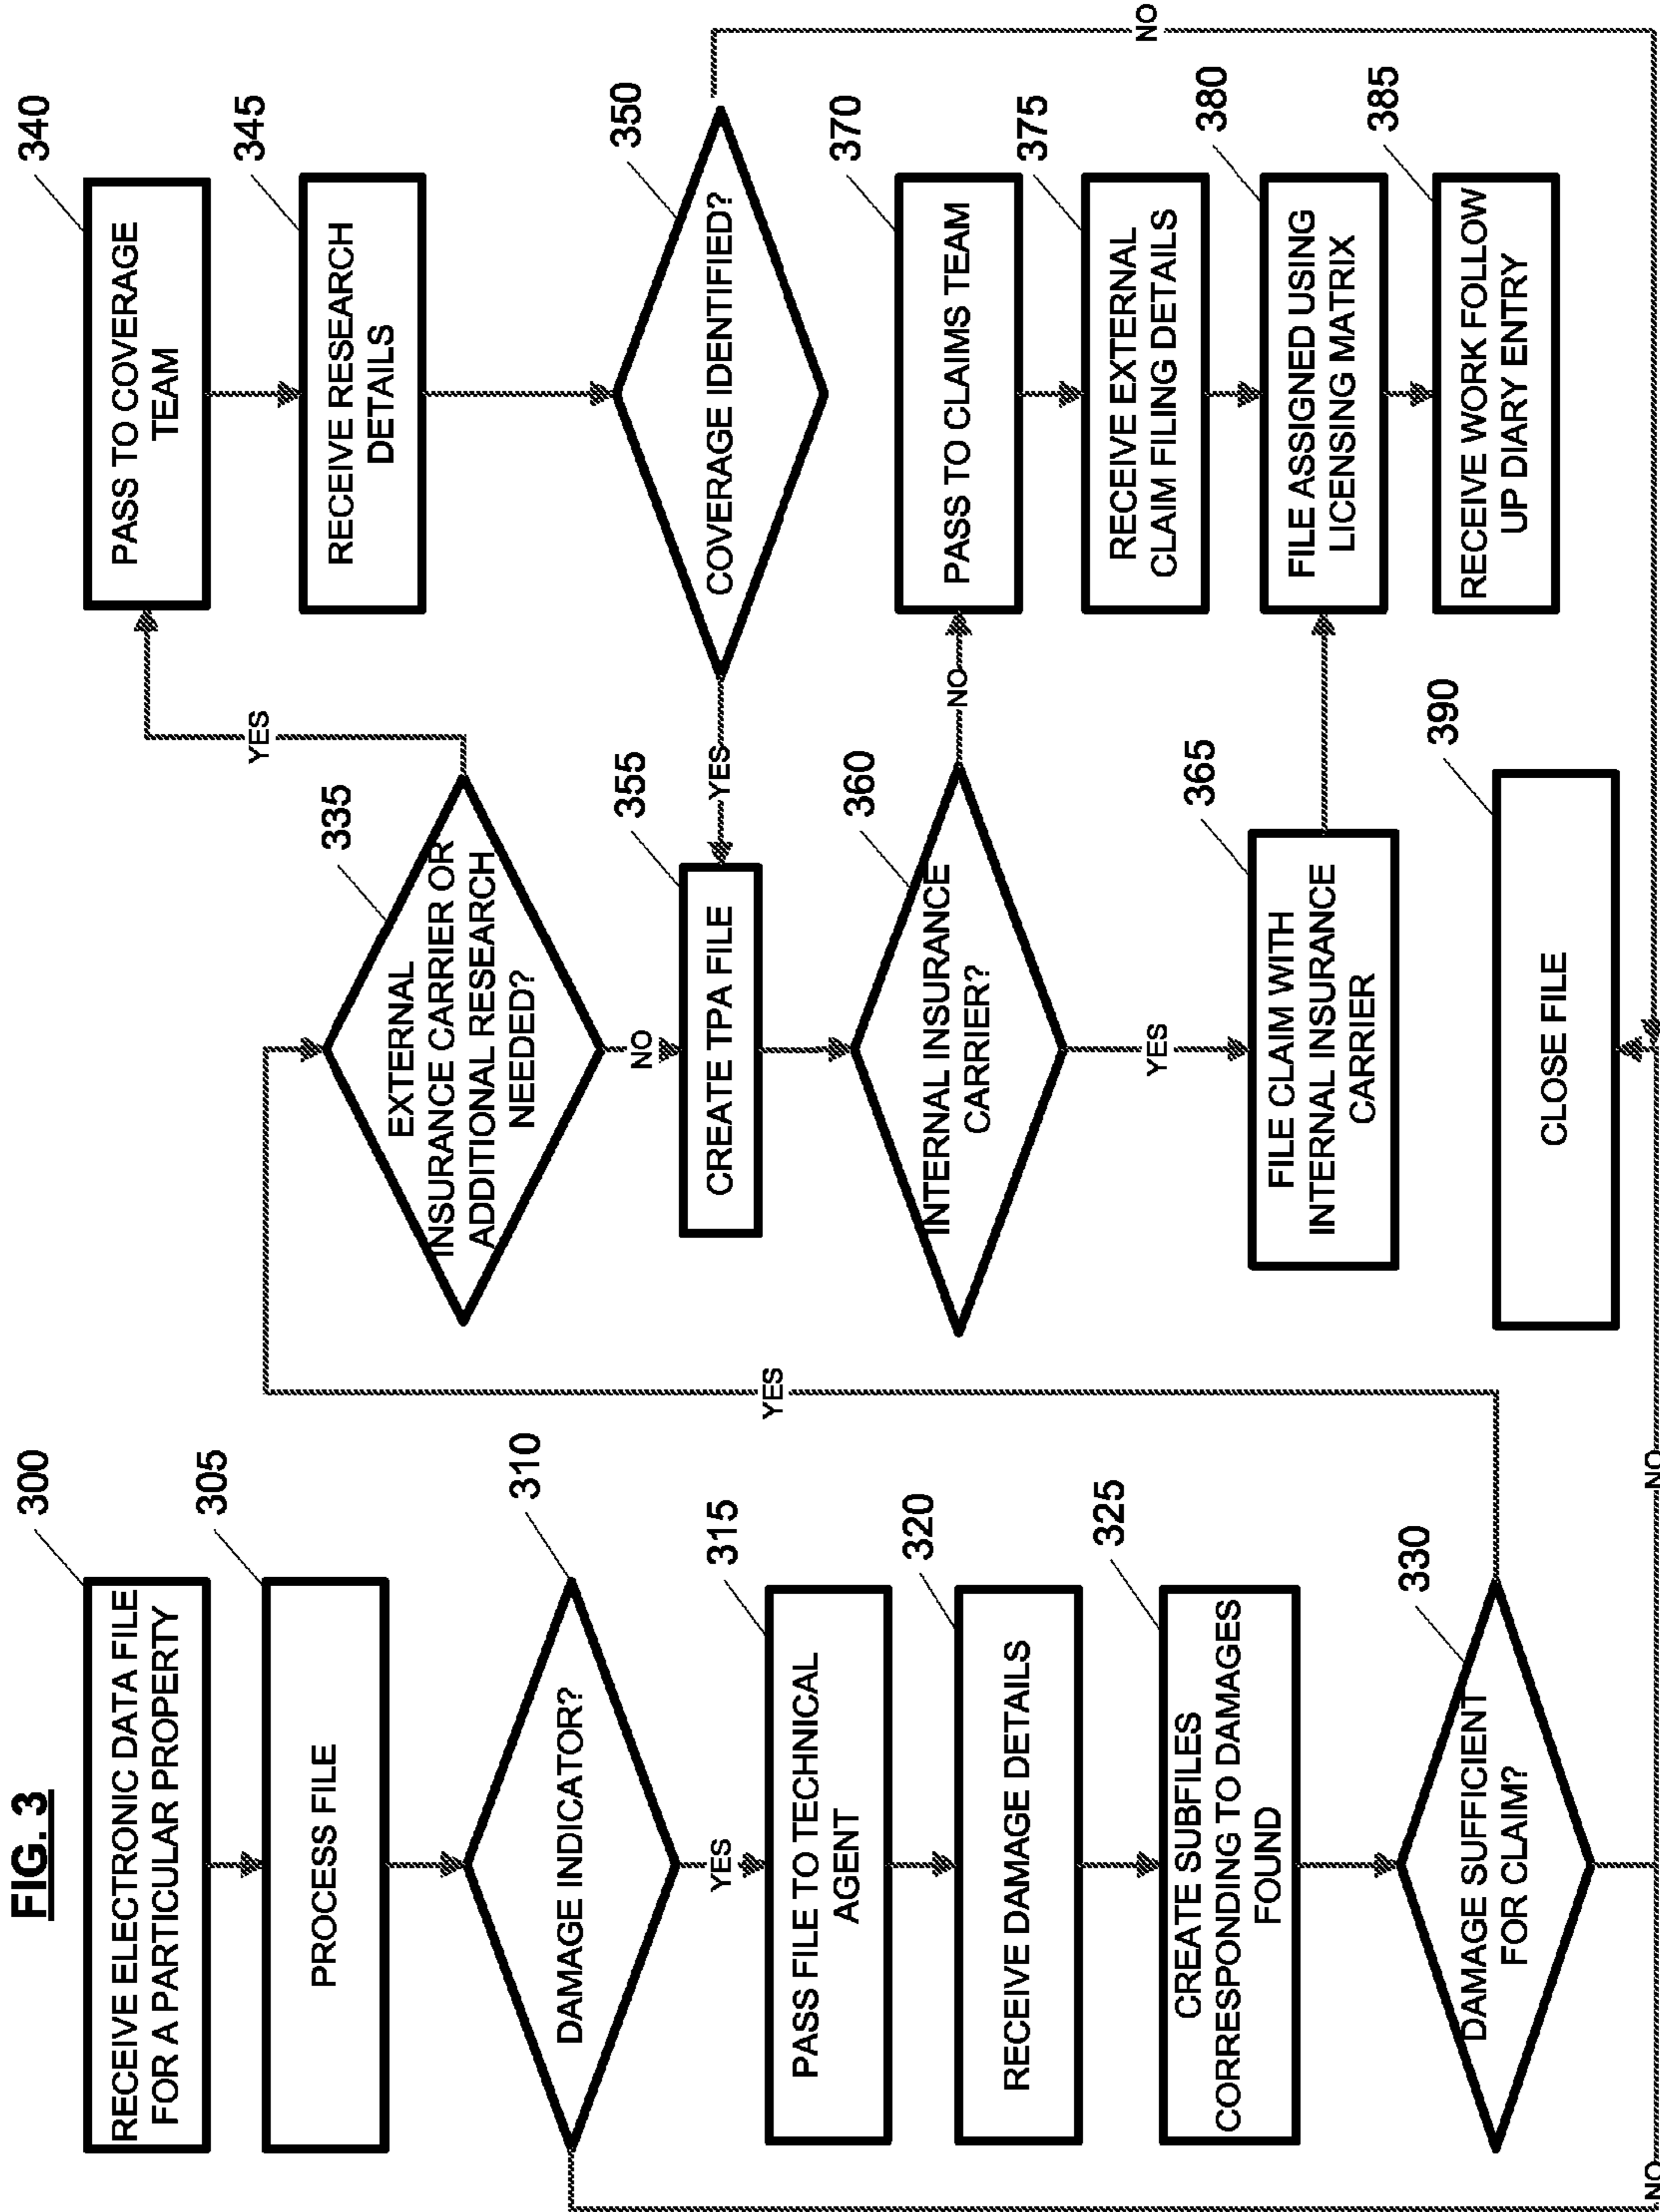 FIG. 3
300
RECEIVE ELECTRONIC DATA FILE
FOR A PARTICULAR PROPERTY
305
PROCESS FILE
310
DAMAGE INDICATOR?
YES
315
PASS FILE TO TECHNICAL
AGENT
320
RECEIVE DAMAGE DETAILS
325
CREATE SUBFILES
CORRESPONDING TO DAMAGES
FOUND
330
DAMAGE SUFFICIENT
FOR CLAIM?
NO
NO
YES
335
EXTERNAL
INSURANCE CARRIER OR
ADDITIONAL RESEARCH
NEEDED?
YES
NO
355
CREATE TPA FILE
360
INTERNAL INSURANCE
CARRIER?
NO
YES
365
FILE CLAIM WITH
INTERNAL INSURANCE
CARRIER
390
CLOSE FILE
340
PASS TO COVERAGE
TEAM
345
RECEIVE RESEARCH
DETAILS
350
COVERAGE IDENTIFIED?
YES
NO
370
PASS TO CLAIMS TEAM
375
RECEIVE EXTERNAL
CLAIM FILING DETAILS
380
FILE ASSIGNED USING
LICENSING MATRIX
385
RECEIVE WORK FOLLOW
UP DIARY ENTRY